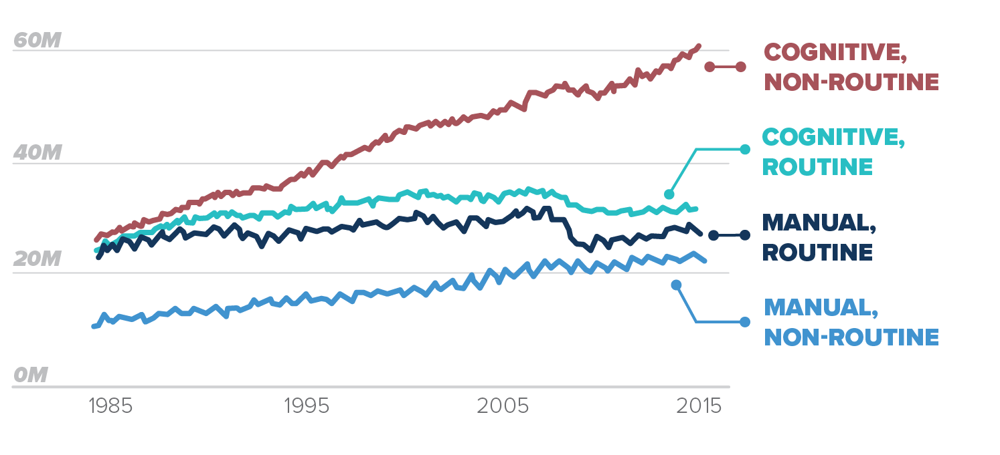 60M
COGNITIVE,
NON-ROUTINE
COGNITIVE,
ROUTINE
40M
MANUAL,
ROUTINE
20M
MANUAL,
NON-ROUTINE
0M
1985 1995 2005 2015